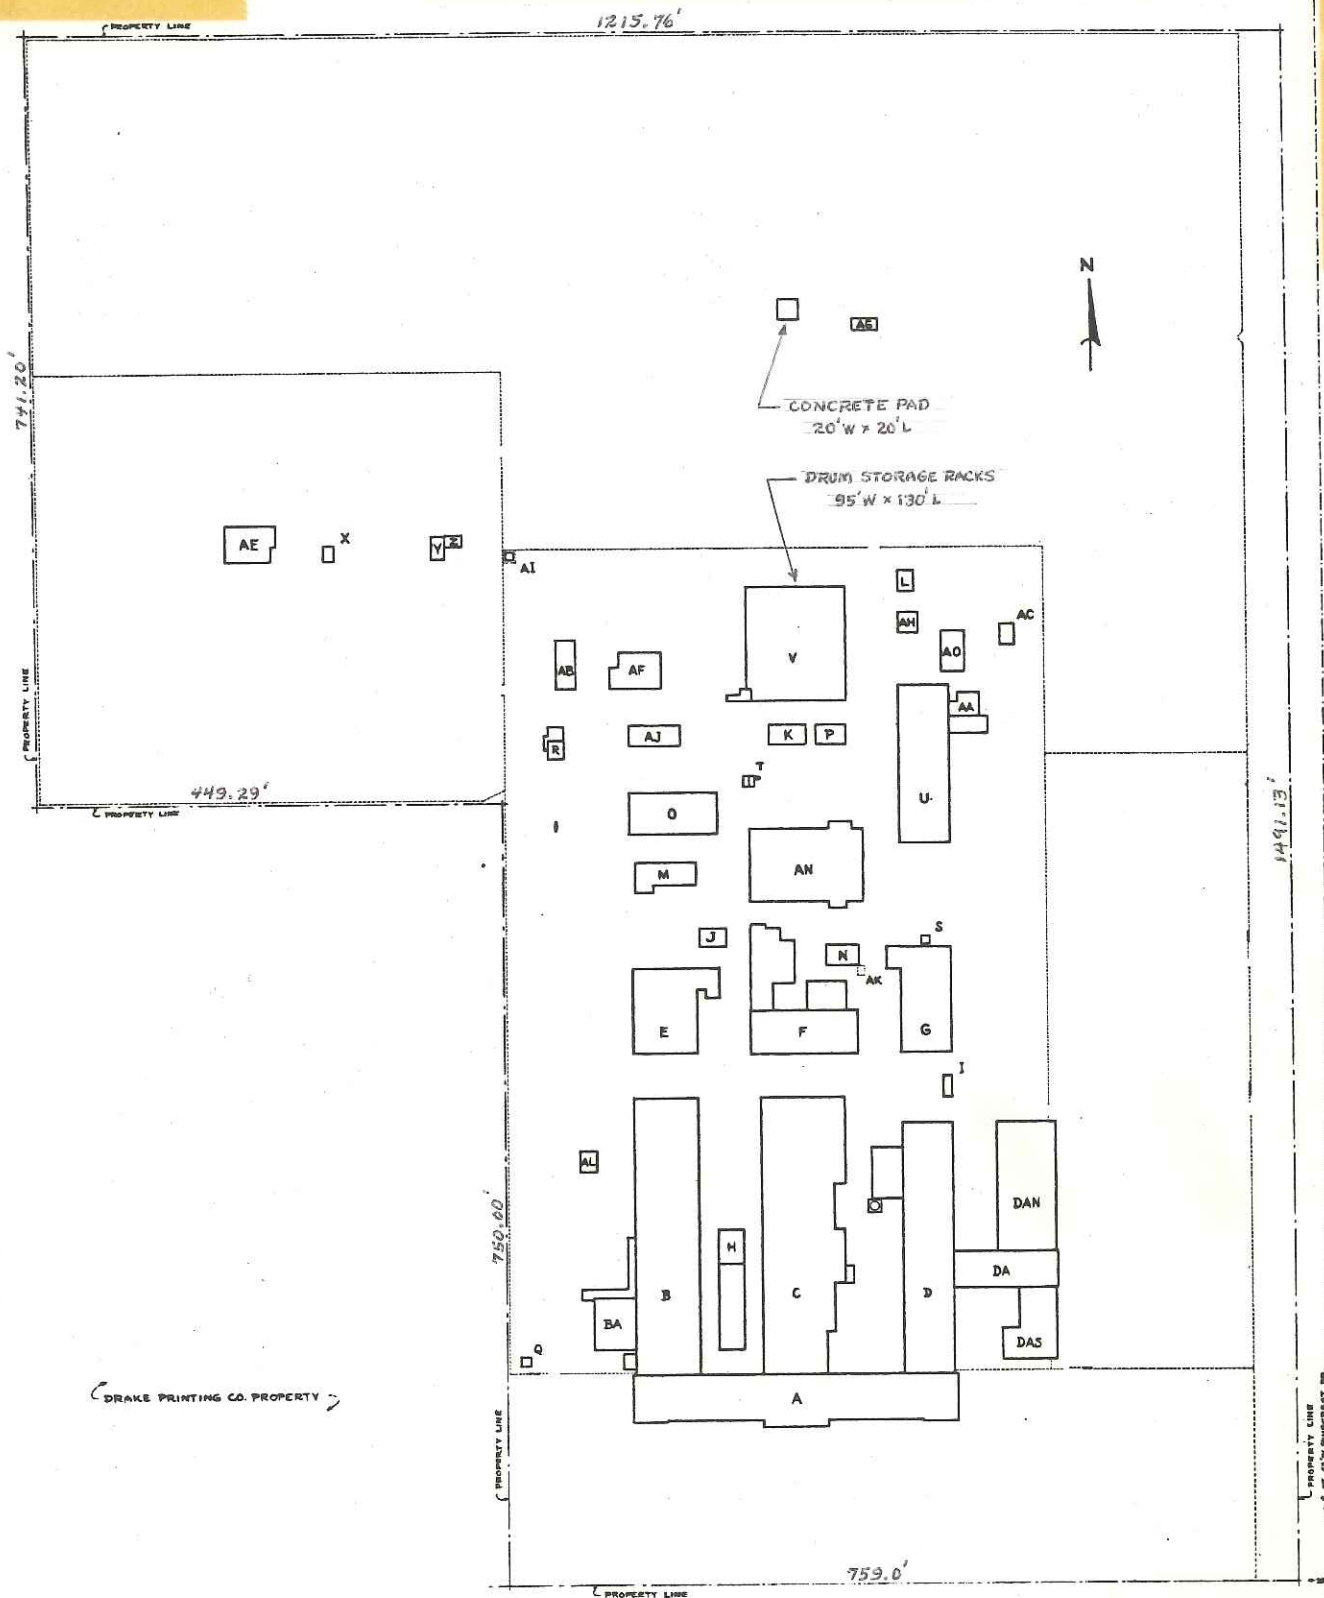 PROPERTY LINE
1215.76'
N
AG
741.20'
CONCRETE PAD
20'W × 20'L
DRUM STORAGE RACKS
95'W × 130'L
AE
X
Y
Z
AI
L
AH
AC
AO
AB
AF
V
AA
PROPERTY LINE
R
AJ
K
P
T
449.29'
PROPERTY LINE
O
U
1491.13'
M
AN
J
N
S
AK
E
F
G
I
AL
DAN
750.00'
H
DA
B
C
D
BA
DAS
Q
DRAKE PRINTING CO. PROPERTY
A
PROPERTY LINE
PROPERTY LINE
759.0'
PROPERTY LINE